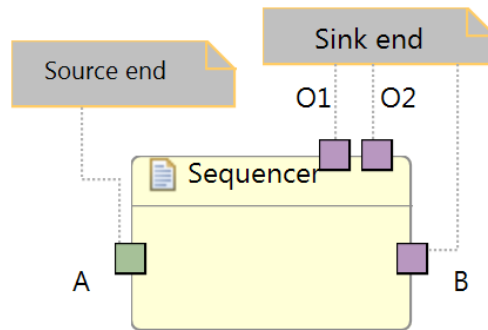 Sink end
Source end
O1
O2
Sequencer
A
B